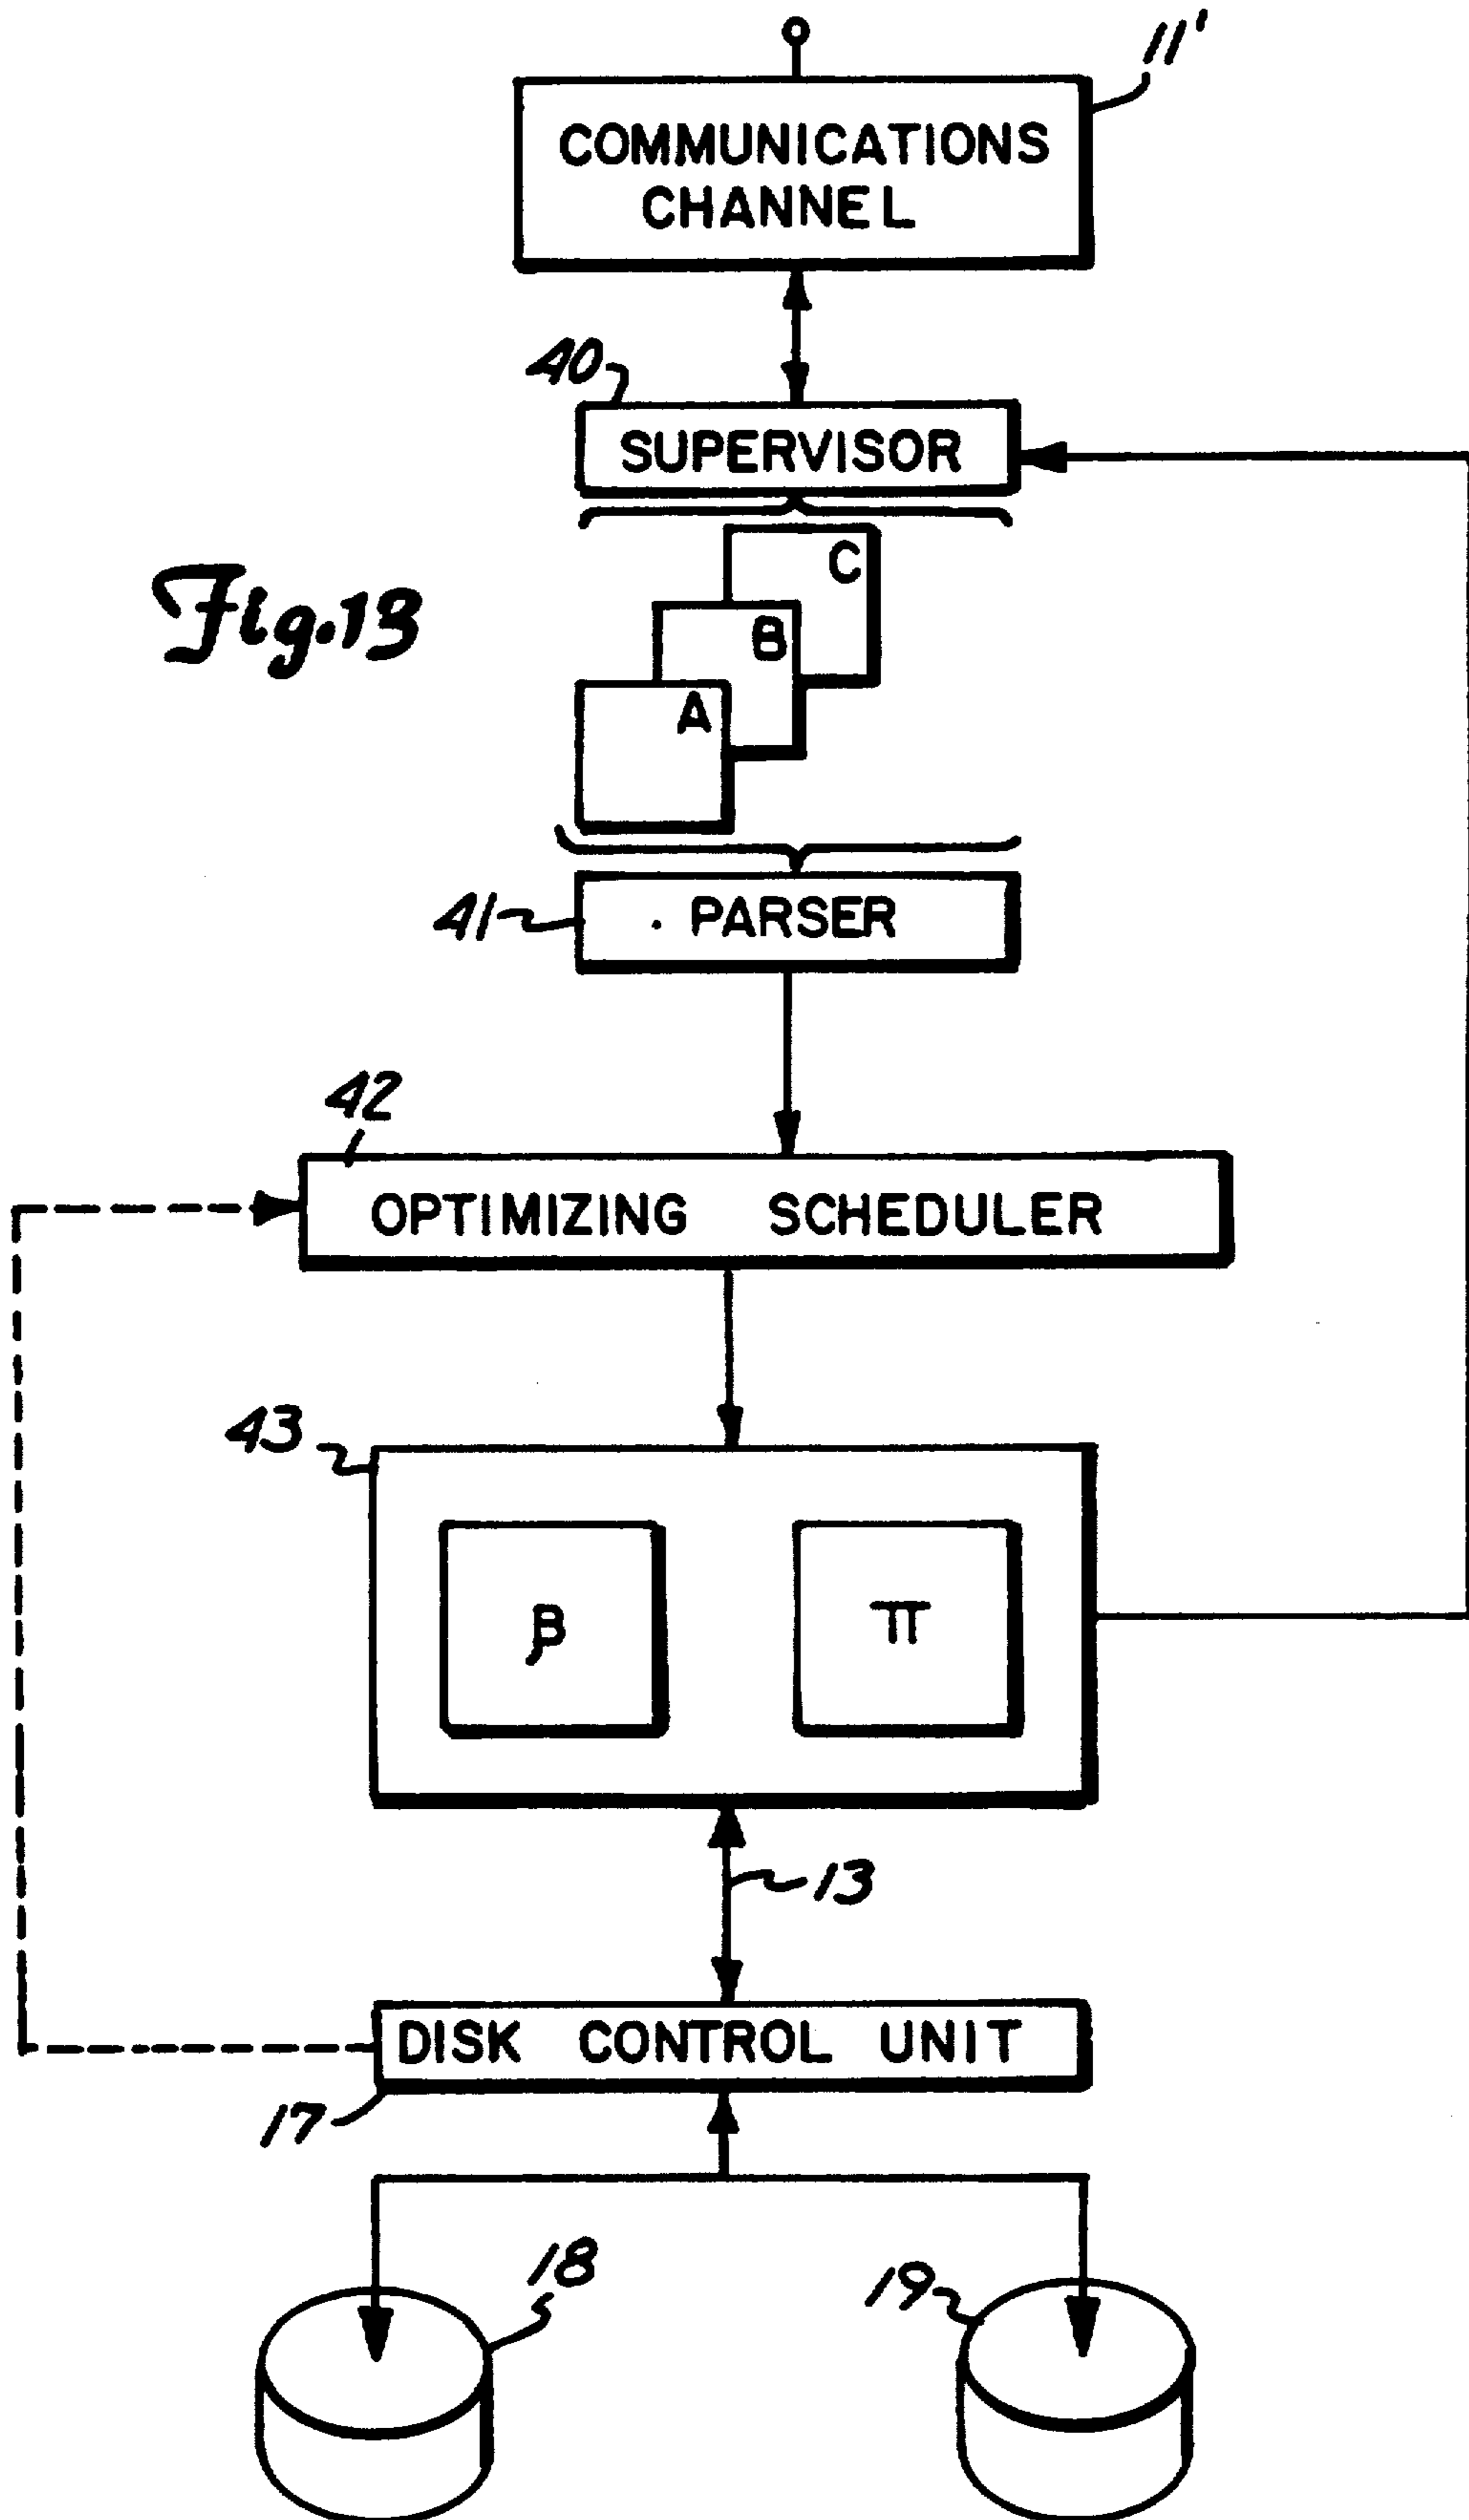 11'
COMMUNICATIONS
CHANNEL
40
SUPERVISOR
C
Fig. 13
B
A
41
PARSER
42
OPTIMIZING SCHEDULER
43
β
π
13
DISK CONTROL UNIT
17
18
19